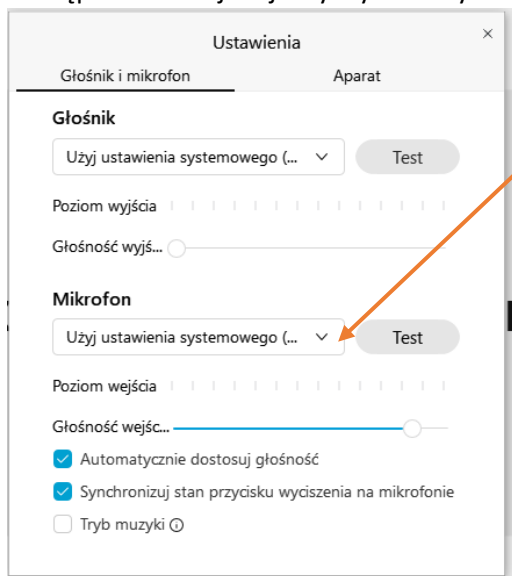 Ustawienia
Głośnik i mikrofon Aparat
Głośnik
Użyj ustawienia systemowego (... Test
Poziom wyjścia
Głośność wyjś...
Mikrofon
Użyj ustawienia systemowego (... Test
Poziom wejścia
Głośność wejśc...
Automatycznie dostosuj głośność
Synchronizuj stan przycisku wyciszenia na mikrofonie
Tryb muzyki